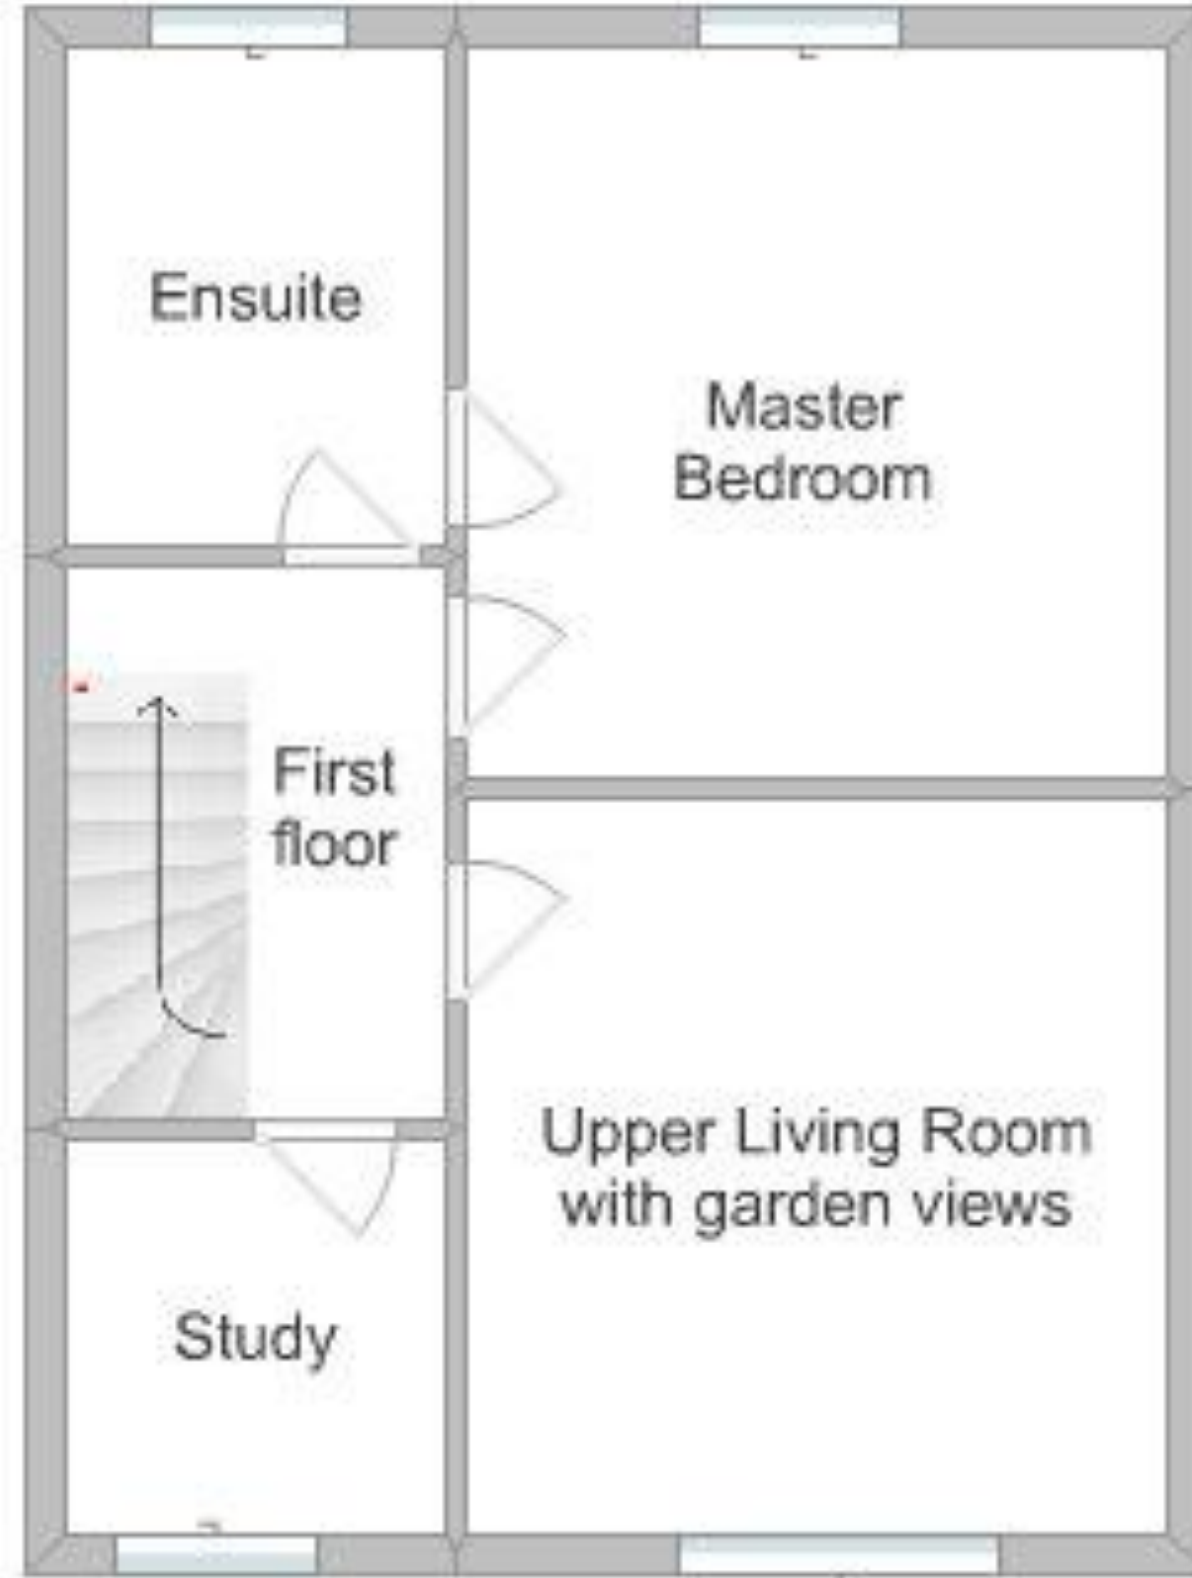 Ensuite
Master
Bedroom
First
floor
Upper Living Room
with garden views
Study